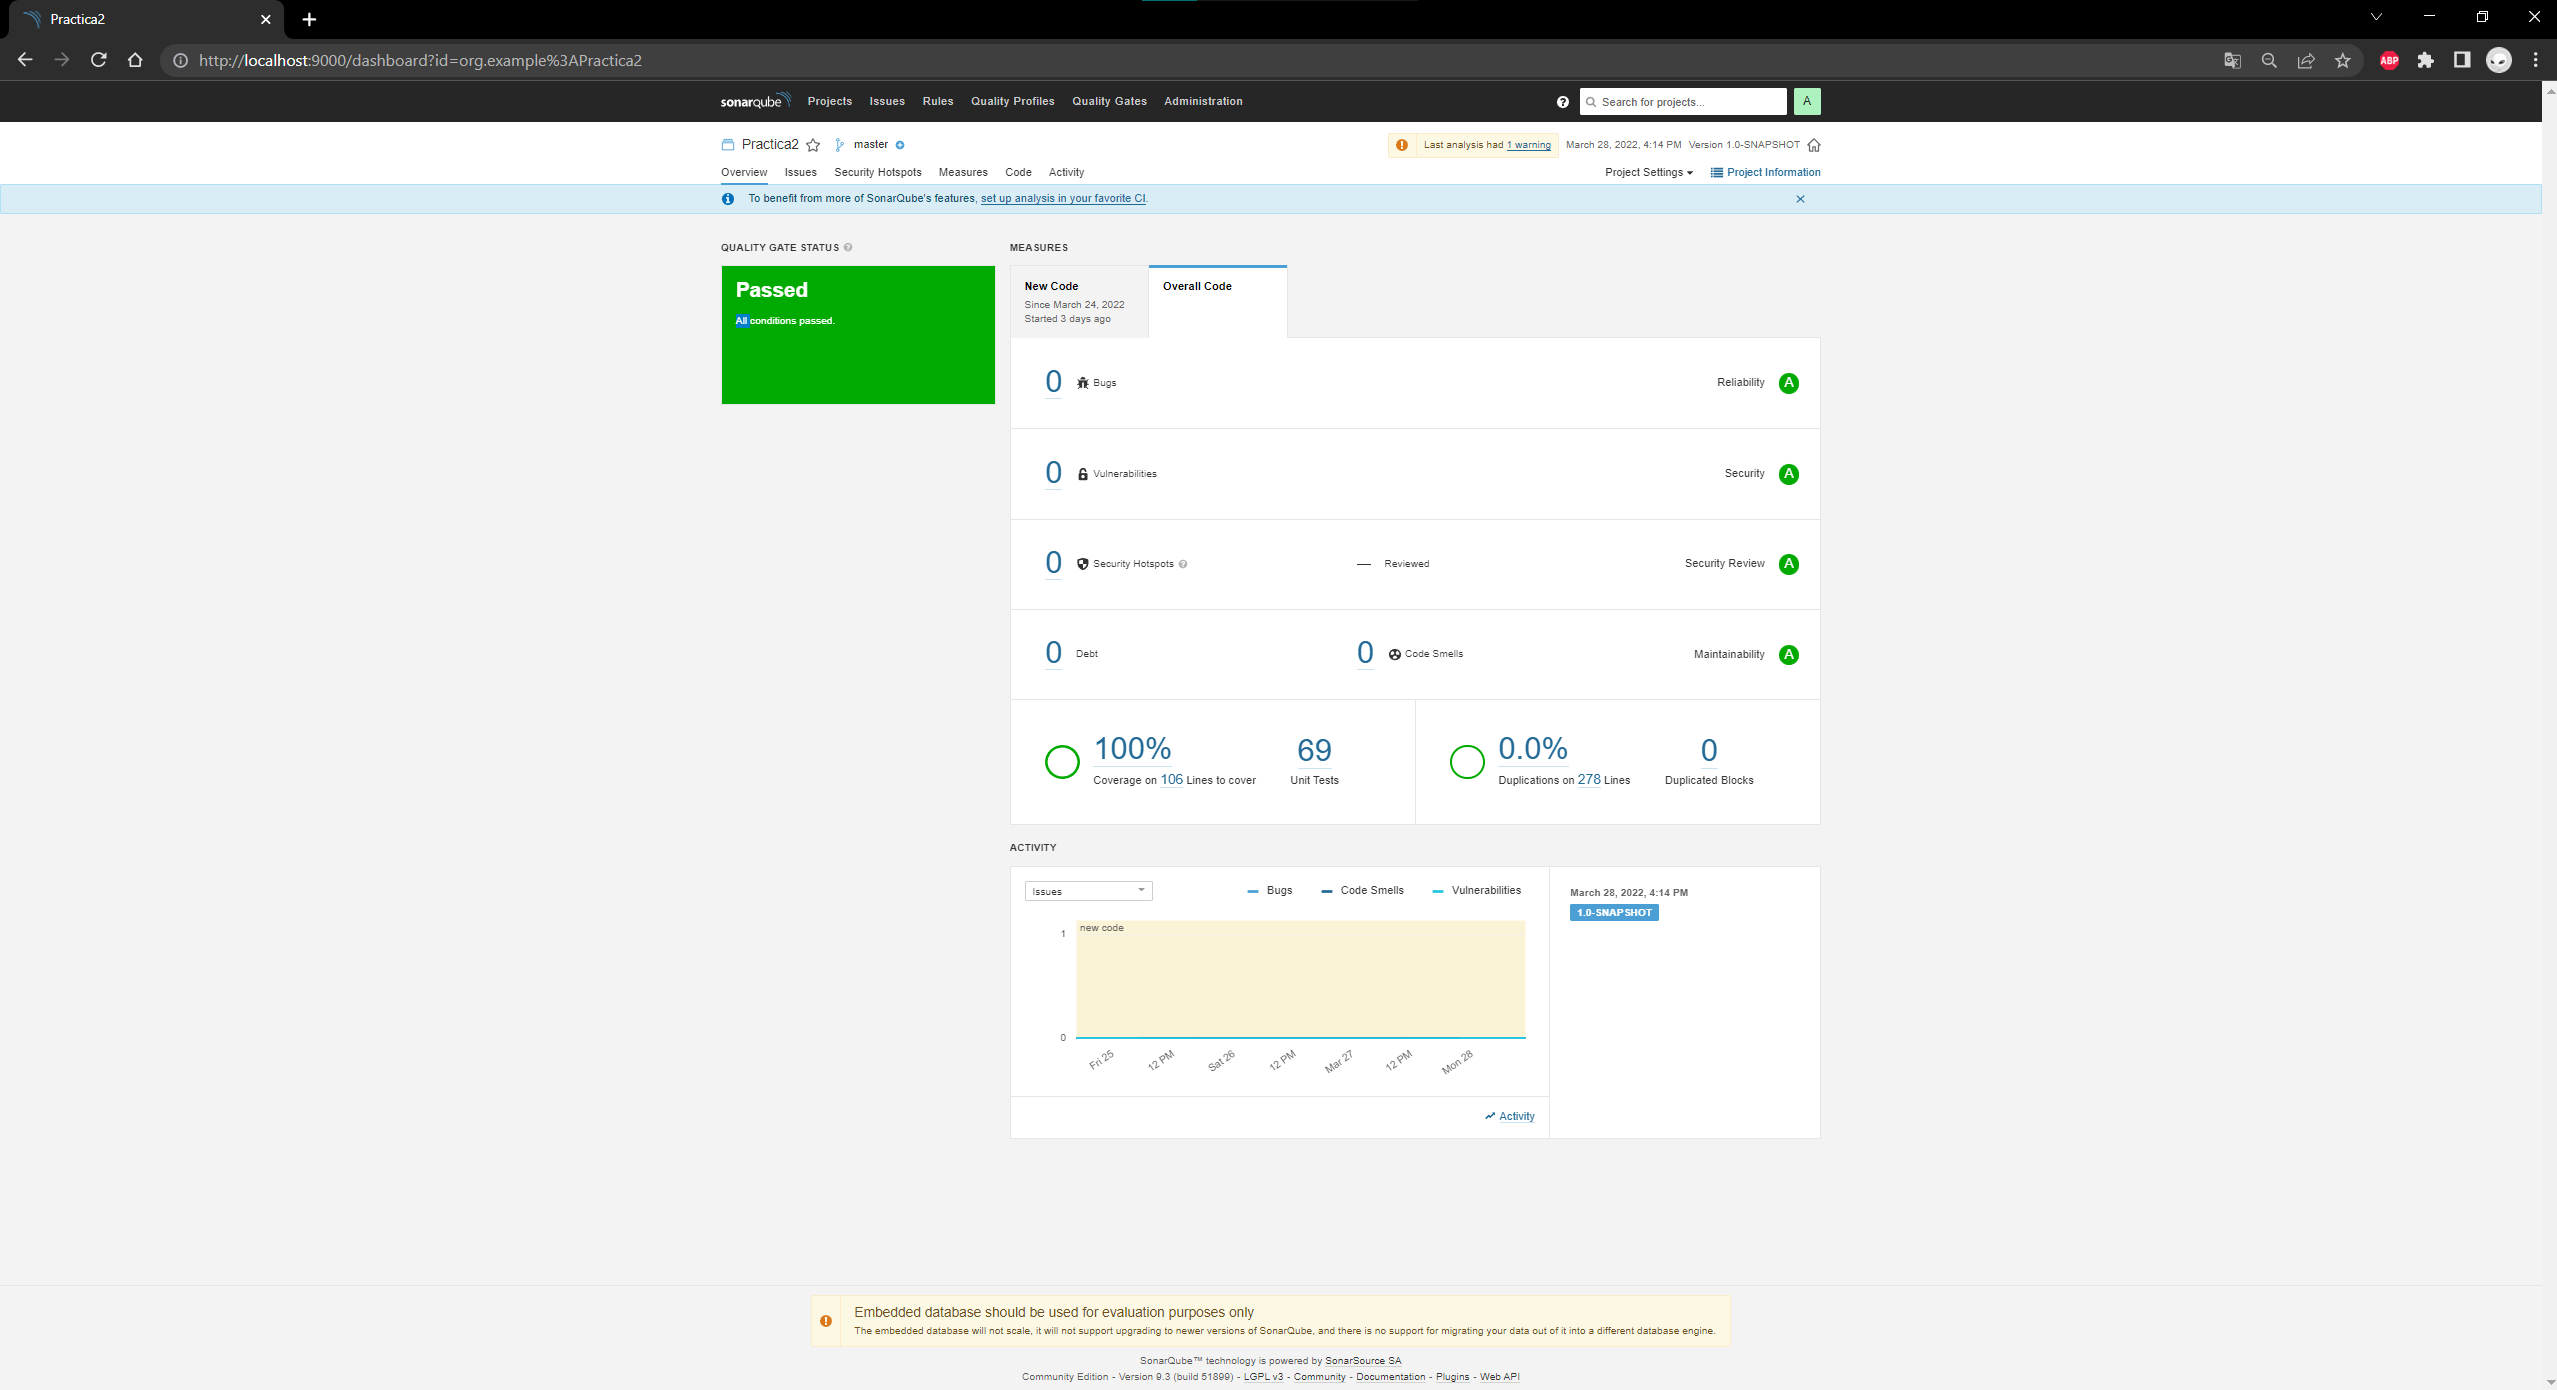 Practica2
http://localhost:9000/dashboard?id=org.example%3APractica2
ABP
sonarqube Projects Issues Rules Quality Profiles Quality Gates Administration
? Search for projects... A
Practica2 master
Last analysis had 1 warning March 28, 2022, 4:14 PM Version 1.0-SNAPSHOT
Overview Issues Security Hotspots Measures Code Activity
Project Settings Project Information
To benefit from more of SonarQube's features, set up analysis in your favorite CI.
QUALITY GATE STATUS ?
Passed
All conditions passed.
MEASURES
New Code
Since March 24, 2022
Started 3 days ago
Overall Code
0 Bugs Reliability A
0 Vulnerabilities Security A
0 Security Hotspots ? — Reviewed Security Review A
0 Debt 0 Code Smells Maintainability A
100%
Coverage on 106 Lines to cover
69
Unit Tests
0.0%
Duplications on 278 Lines
0
Duplicated Blocks
ACTIVITY
Issues
Bugs Code Smells Vulnerabilities
new code
1
0
Fri 25 12 PM Sat 26 12 PM Mar 27 12 PM Mon 28
Activity
March 28, 2022, 4:14 PM
1.0-SNAPSHOT
Embedded database should be used for evaluation purposes only
The embedded database will not scale, it will not support upgrading to newer versions of SonarQube, and there is no support for migrating your data out of it into a different database engine.
SonarQube™ technology is powered by SonarSource SA
Community Edition - Version 9.3 (build 51899) - LGPL v3 - Community - Documentation - Plugins - Web API